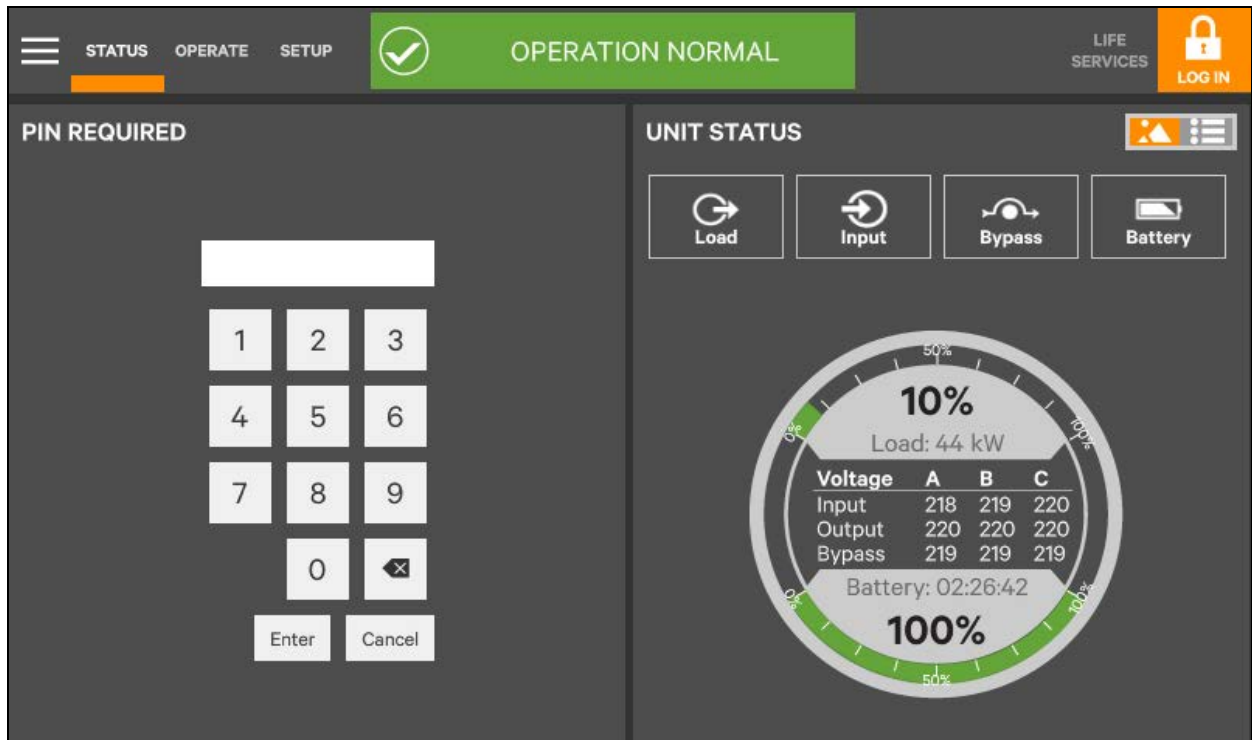 STATUS OPERATE SETUP
OPERATION NORMAL
LIFE
SERVICES
LOG IN
PIN REQUIRED
1 2 3
4 5 6
7 8 9
0
Enter Cancel
UNIT STATUS
Load Input Bypass Battery
50%
0% 100%
10%
Load: 44 kW
Voltage A B C
Input 218 219 220
Output 220 220 220
Bypass 219 219 219
Battery: 02:26:42
100%
0% 100%
50%